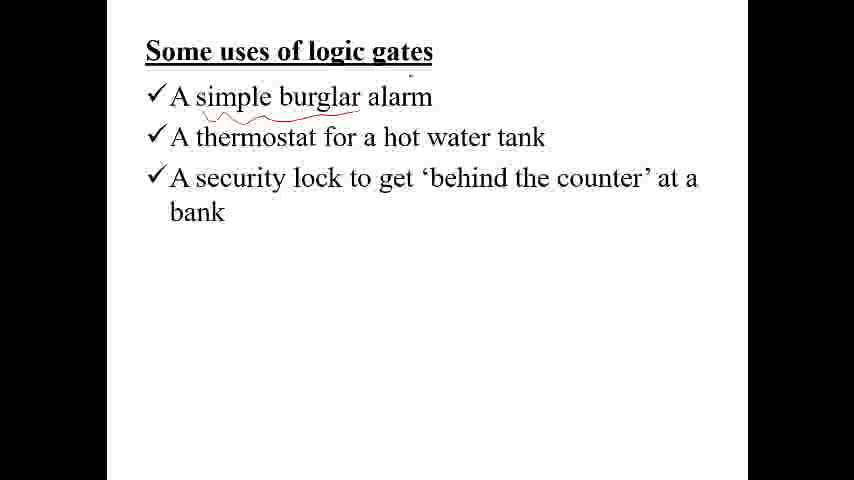 Some uses of logic gates
✓ A simple burglar alarm
✓ A thermostat for a hot water tank
✓ A security lock to get ‘behind the counter’ at a
bank